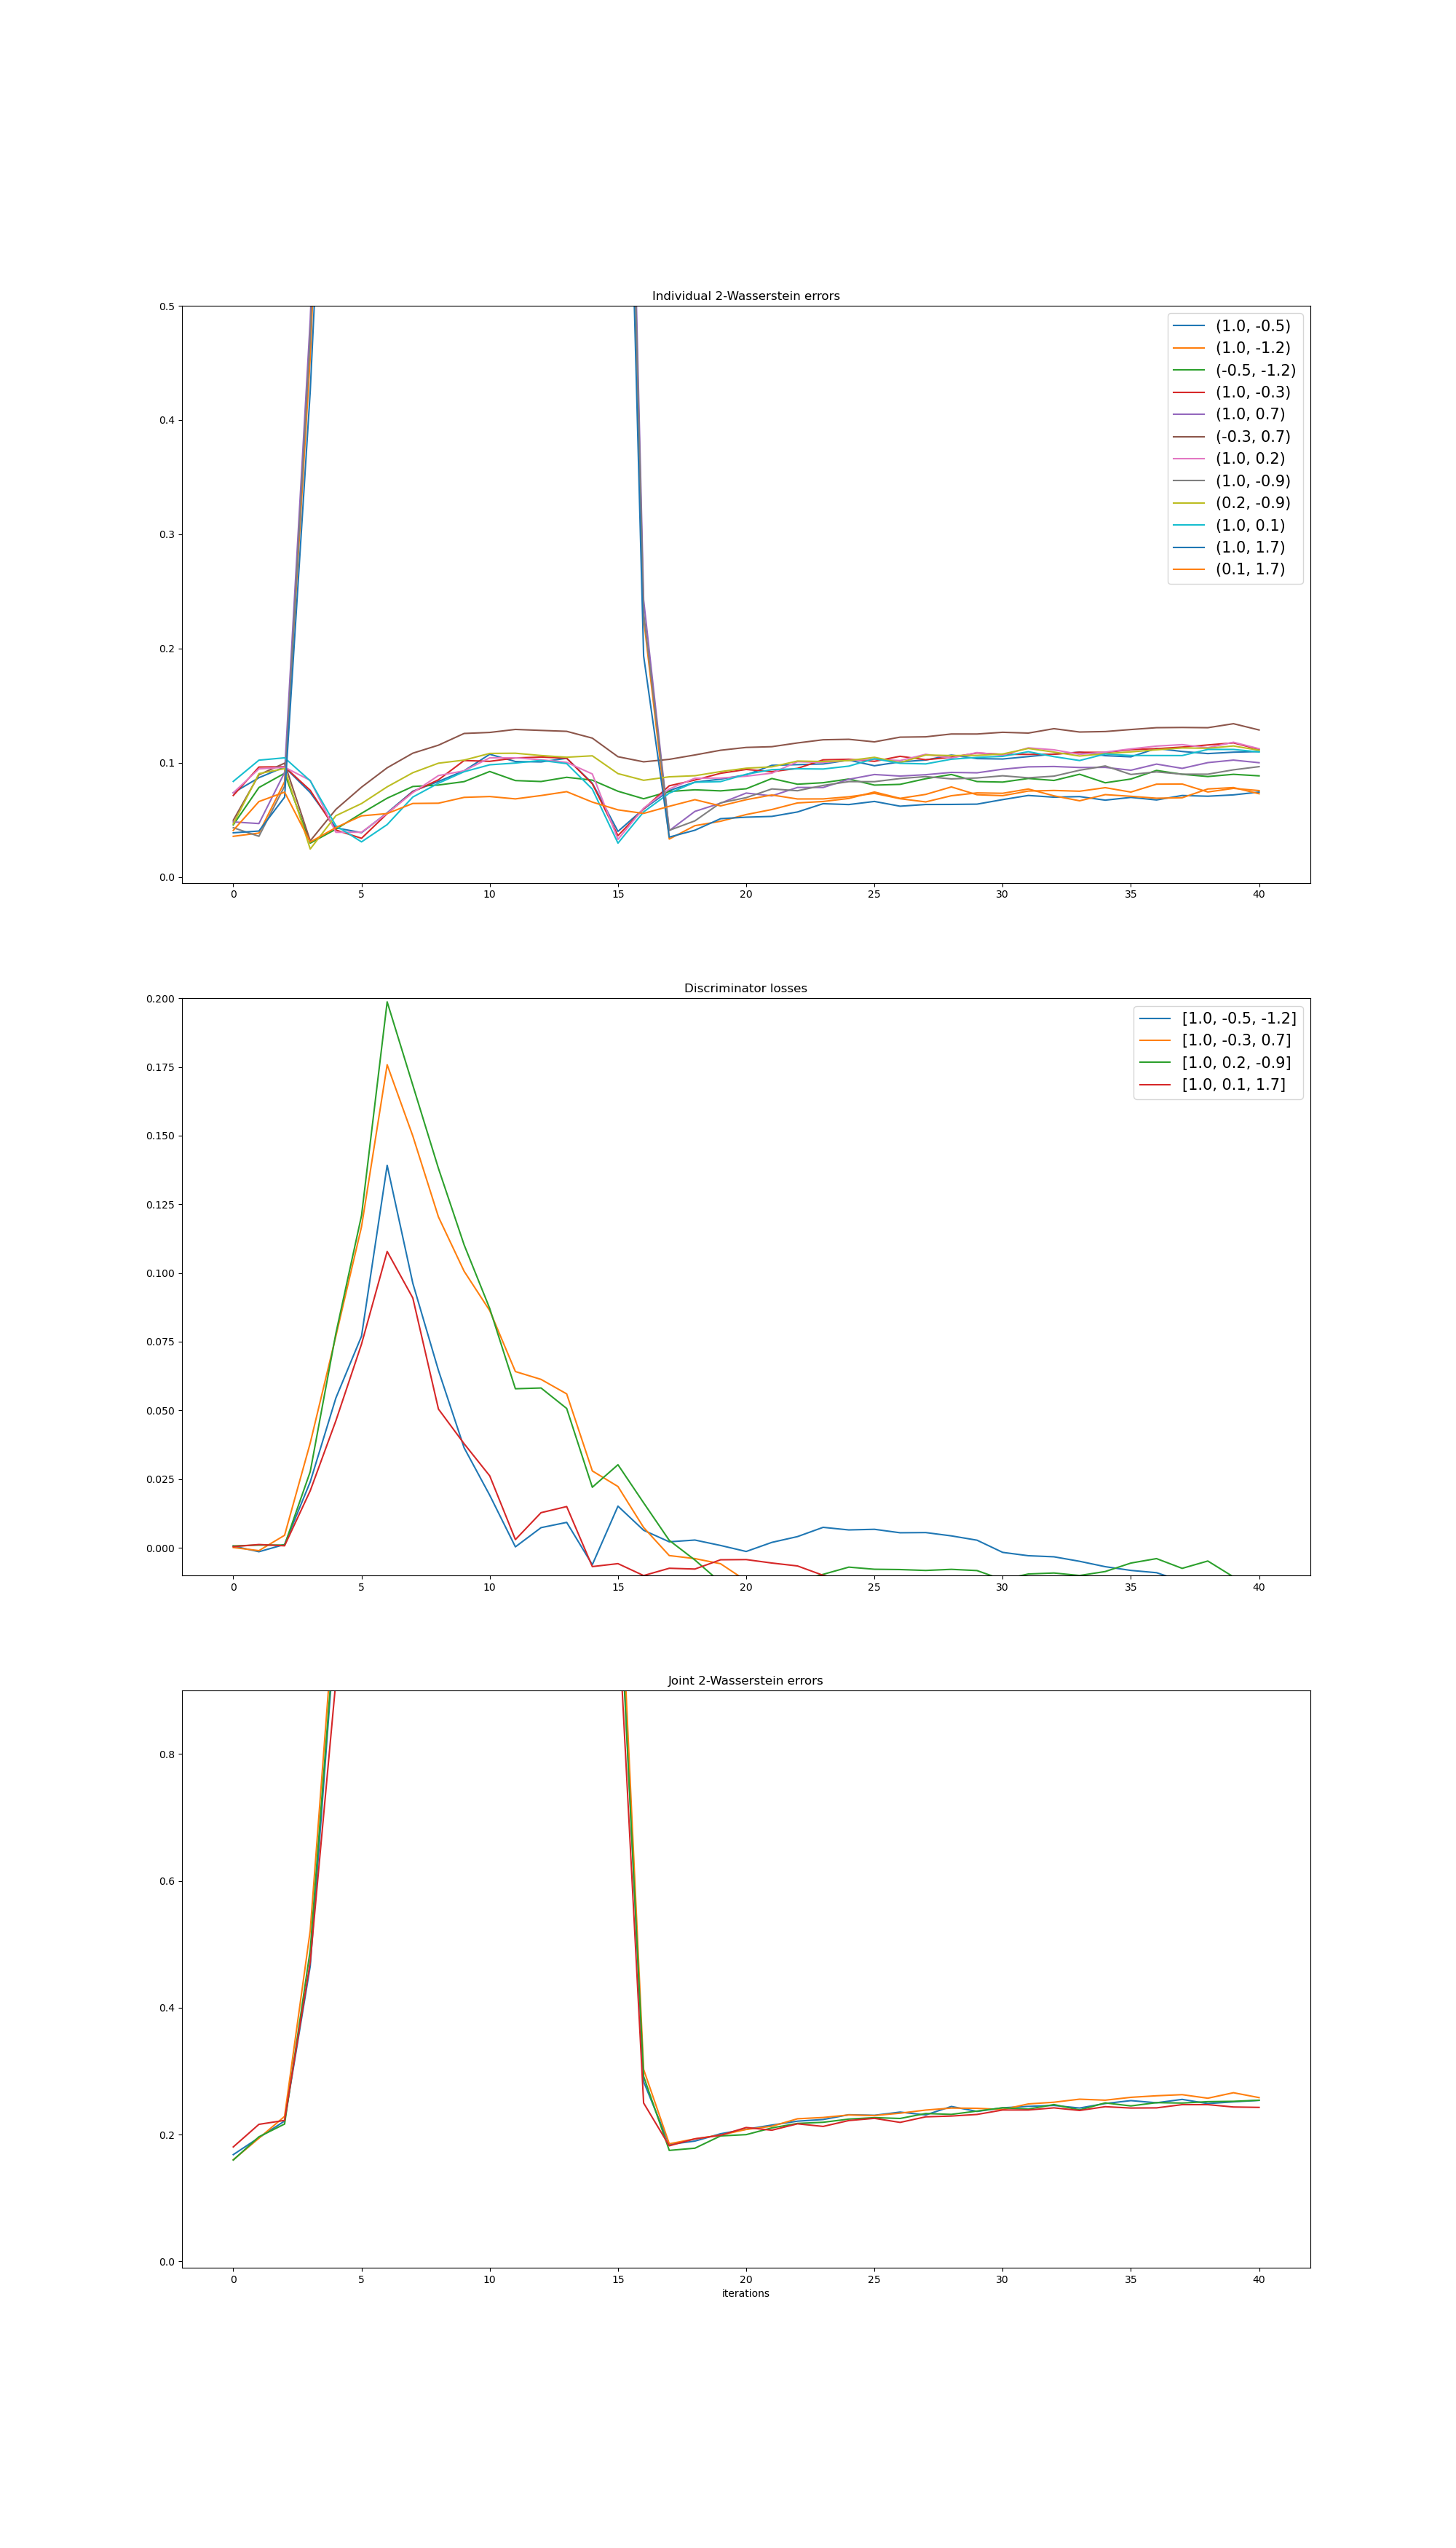 Individual 2-Wasserstein errors
0.5
0.4
0.3
0.2
0.1
0.0
(1.0, -0.5)
(1.0, -1.2)
(-0.5, -1.2)
(1.0, -0.3)
(1.0, 0.7)
(-0.3, 0.7)
(1.0, 0.2)
(1.0, -0.9)
(0.2, -0.9)
(1.0, 0.1)
(1.0, 1.7)
(0.1, 1.7)
0 5 10 15 20 25 30 35 40
Discriminator losses
0.200
0.175
0.150
0.125
0.100
0.075
0.050
0.025
0.000
[1.0, -0.5, -1.2]
[1.0, -0.3, 0.7]
[1.0, 0.2, -0.9]
[1.0, 0.1, 1.7]
0 5 10 15 20 25 30 35 40
Joint 2-Wasserstein errors
0.8
0.6
0.4
0.2
0.0
0 5 10 15 20 25 30 35 40
iterations